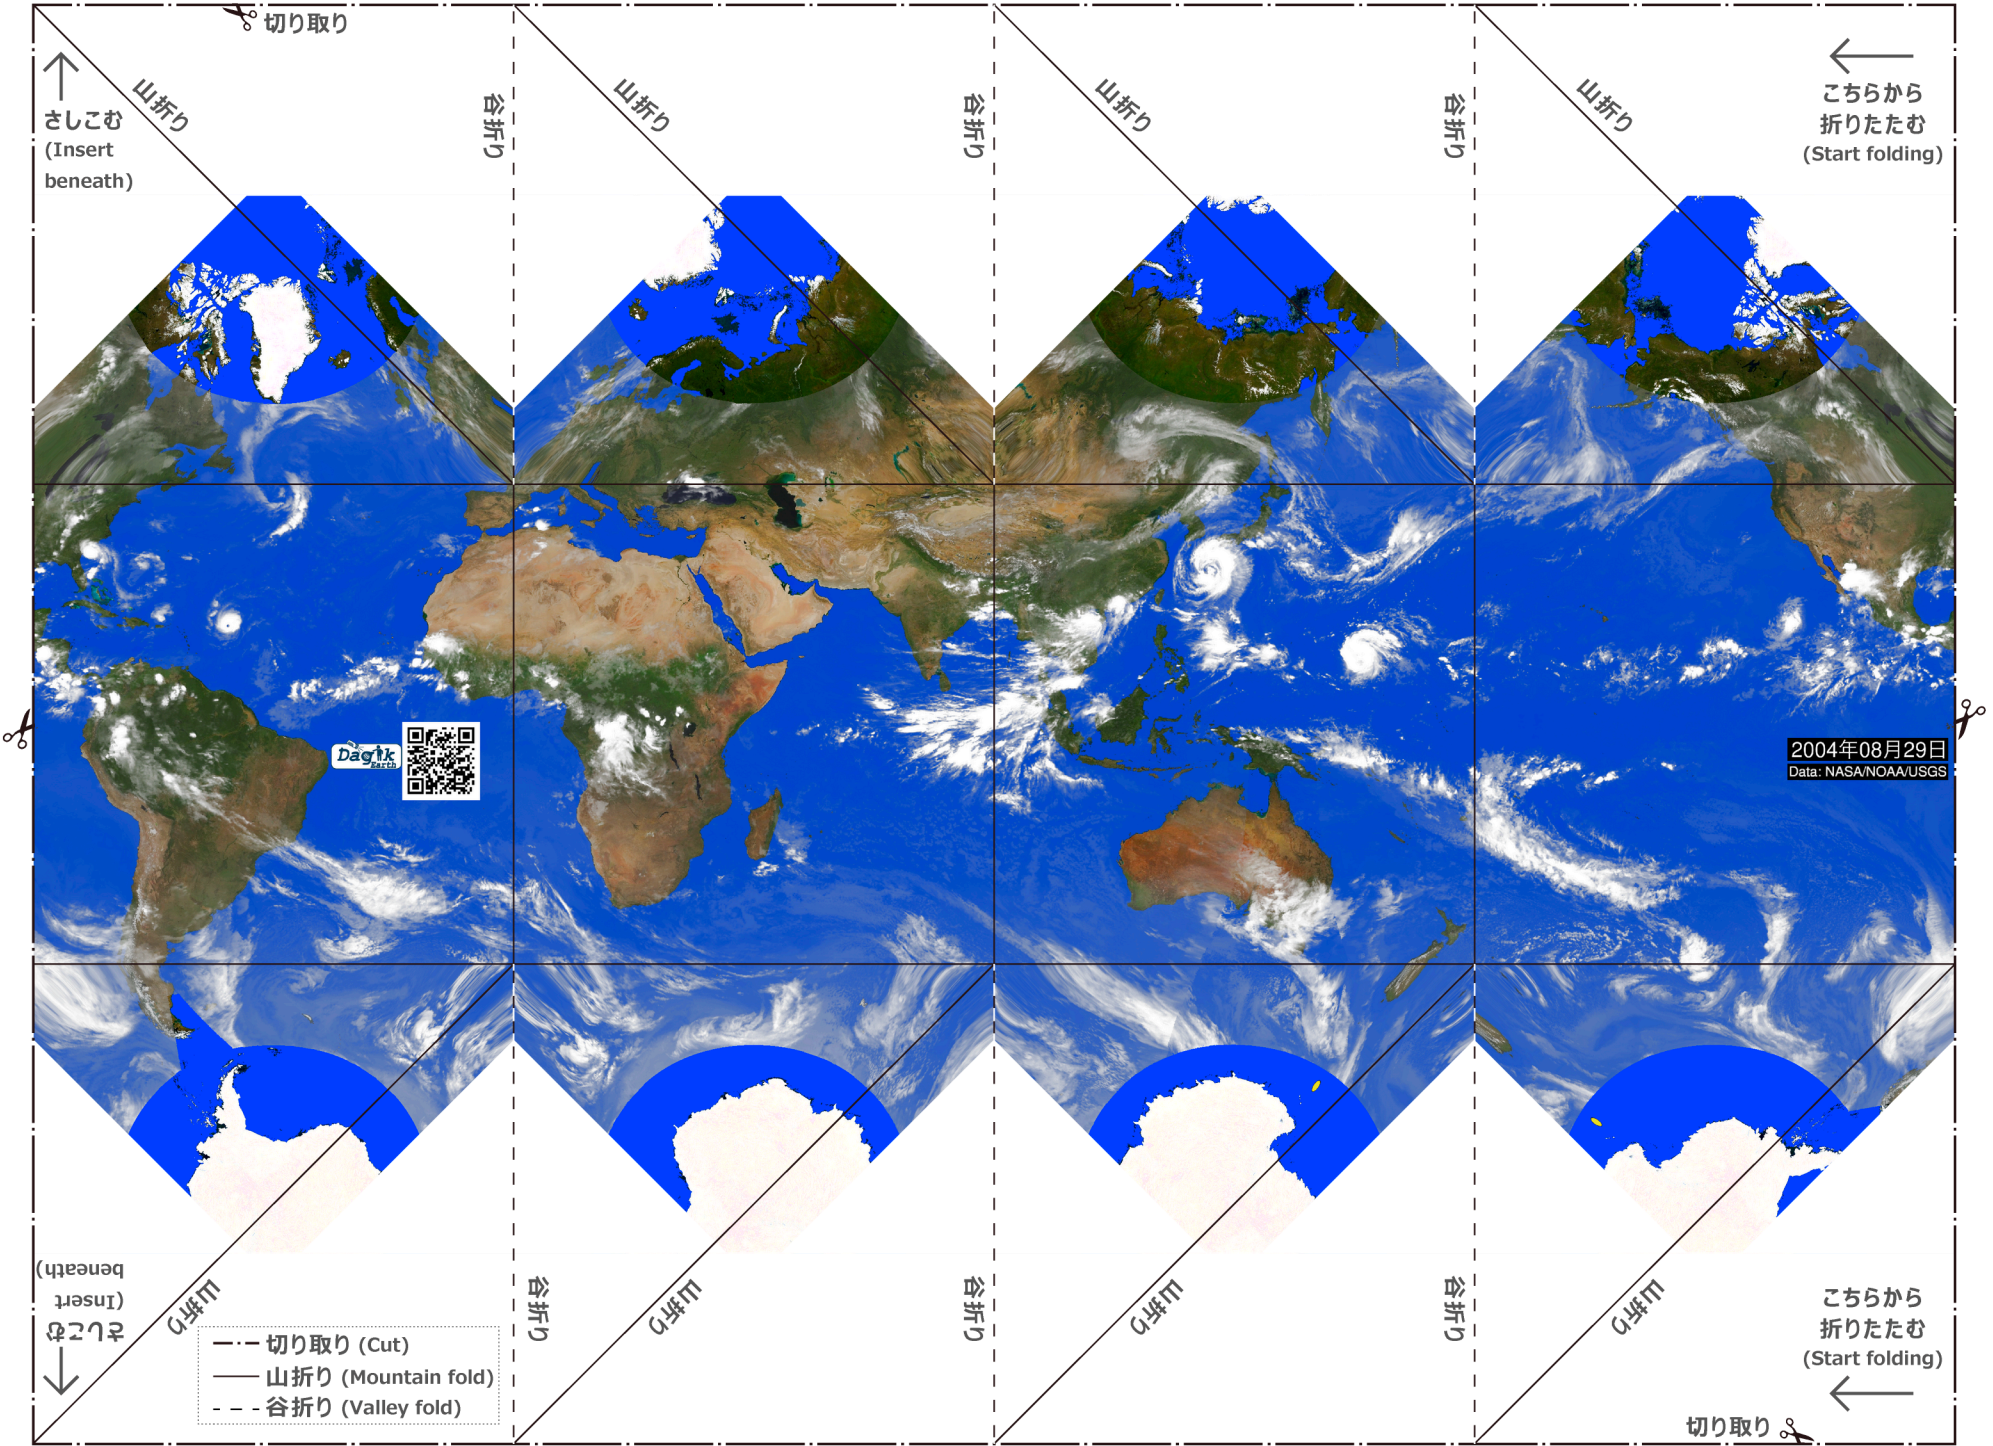 切り取り
さしこむ
(Insert
beneath)
山折り
谷折り
山折り
谷折り
山折り
谷折り
山折り
こちらから
折りたたむ
(Start folding)
Dagik
Earth
2004年08月29日
Data: NASA/NOAA/USGS
さしこむ
(Insert
beneath)
山折り
谷折り
山折り
谷折り
山折り
谷折り
山折り
こちらから
折りたたむ
(Start folding)
切り取り (Cut)
山折り (Mountain fold)
谷折り (Valley fold)
切り取り